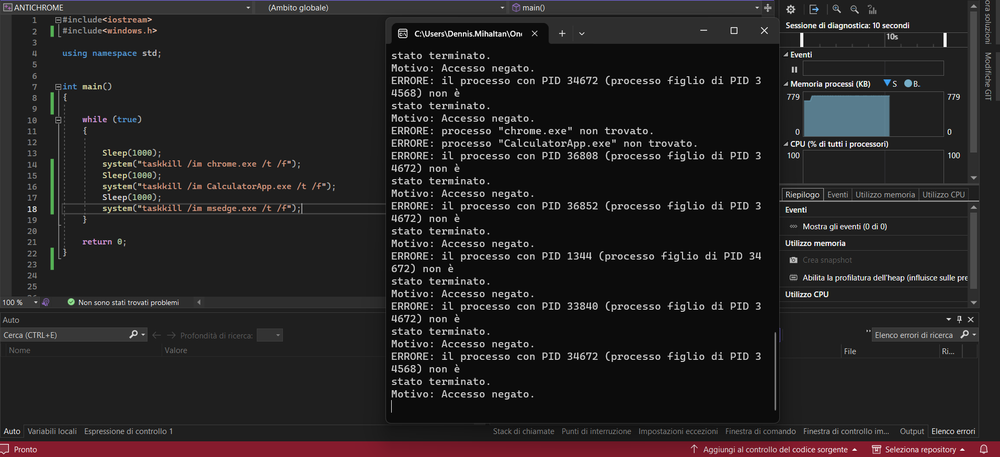 ANTICHROME
(Ambito globale)
main()
1 #include<iostream>
2 #include<windows.h>
3
4 using namespace std;
5
6
7 int main()
8 {
9
10 while (true)
11 {
12
13 Sleep(1000);
14 system("taskkill /im chrome.exe /t /f");
15 Sleep(1000);
16 system("taskkill /im CalculatorApp.exe /t /f");
17 Sleep(1000);
18 system("taskkill /im msedge.exe /t /f");
19 }
20
21 return 0;
22 }
23
24
25
100 %
Non sono stati trovati problemi
C:\Users\Dennis.Mihaltan\On
stato terminato.
Motivo: Accesso negato.
ERRORE: il processo con PID 34672 (processo figlio di PID 3
4568) non è
stato terminato.
Motivo: Accesso negato.
ERRORE: processo "chrome.exe" non trovato.
ERRORE: processo "CalculatorApp.exe" non trovato.
ERRORE: il processo con PID 36808 (processo figlio di PID 3
4672) non è
stato terminato.
Motivo: Accesso negato.
ERRORE: il processo con PID 36852 (processo figlio di PID 3
4672) non è
stato terminato.
Motivo: Accesso negato.
ERRORE: il processo con PID 1344 (processo figlio di PID 34
672) non è
stato terminato.
Motivo: Accesso negato.
ERRORE: il processo con PID 33840 (processo figlio di PID 3
4672) non è
stato terminato.
Motivo: Accesso negato.
ERRORE: il processo con PID 34672 (processo figlio di PID 3
4568) non è
stato terminato.
Motivo: Accesso negato.
Sessione di diagnostica: 10 secondi
10s
Eventi
Memoria processi (KB) S B.
779 779
0 0
CPU (% di tutti i processori)
100 100
Riepilogo Eventi Utilizzo memoria Utilizzo CPU
Eventi
Mostra gli eventi (0 di 0)
Utilizzo memoria
Crea snapshot
Abilita la profilatura dell'heap (influisce sulle pre
Utilizzo CPU
ora soluzioni
Modifiche GIT
Auto
Cerca (CTRL+E)
Profondità di ricerca:
Nome Valore
Elenco errori di ricerca
File Ri...
Auto Variabili locali Espressione di controllo 1
Stack di chiamate Punti di interruzione Impostazioni eccezioni Finestra di comando Finestra di controllo im... Output Elenco errori
Pronto
Aggiungi al controllo del codice sorgente
Seleziona repository